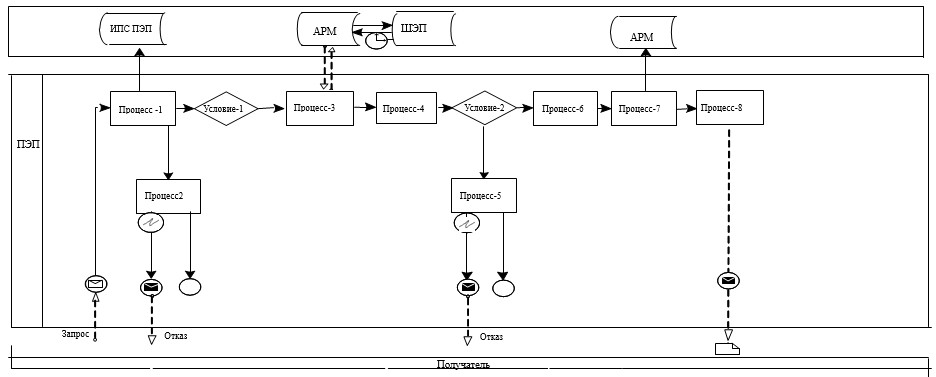 ИПС ПЭП
АРМ
ШЭП
АРМ
ПЭП
Процесс -1
Условие-1
Процесс-3
Процесс-4
Условие-2
Процесс-6
Процесс-7
Процесс-8
Процесс2
Процесс-5
Запрос
Отказ
Отказ
Получатель